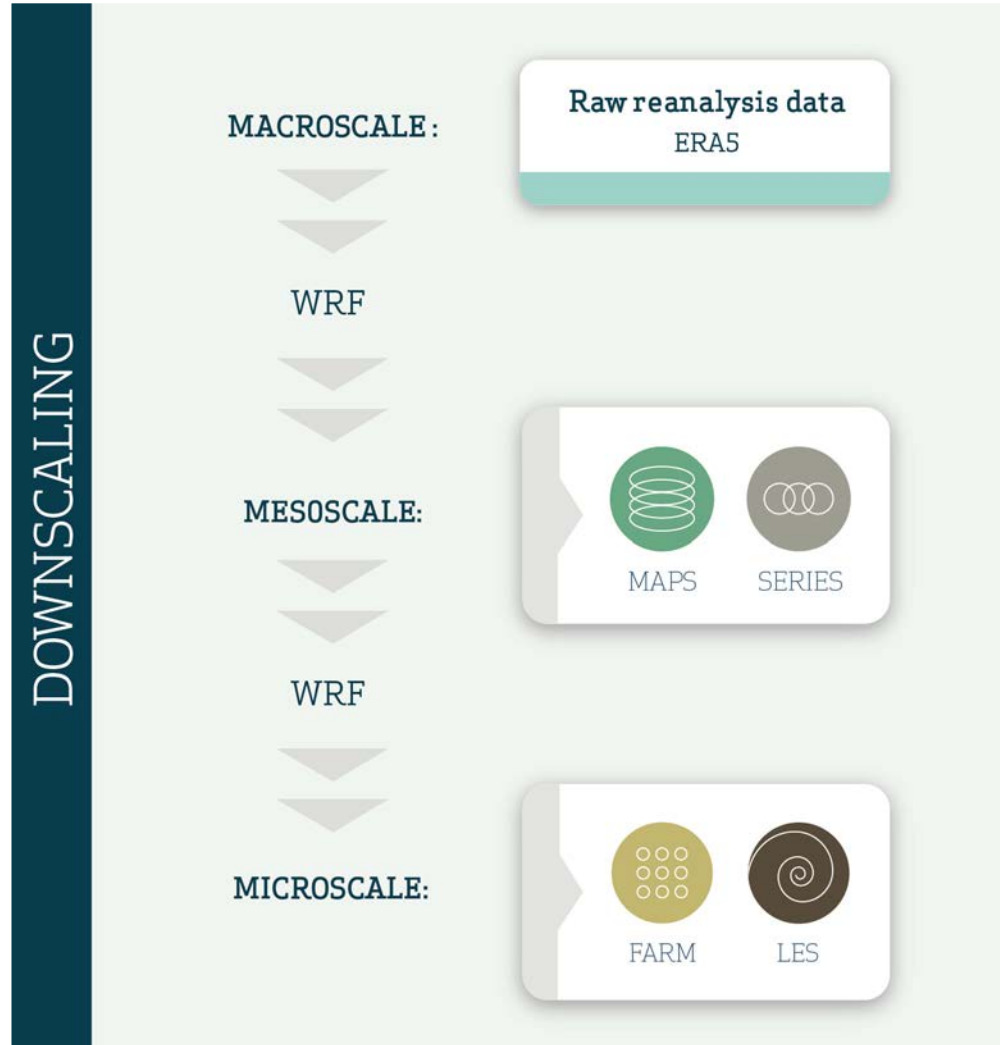 DOWNSCALING
MACROSCALE:
Raw reanalysis data
ERA5
WRF
MESOSCALE:
MAPS
SERIES
WRF
MICROSCALE:
FARM
LES